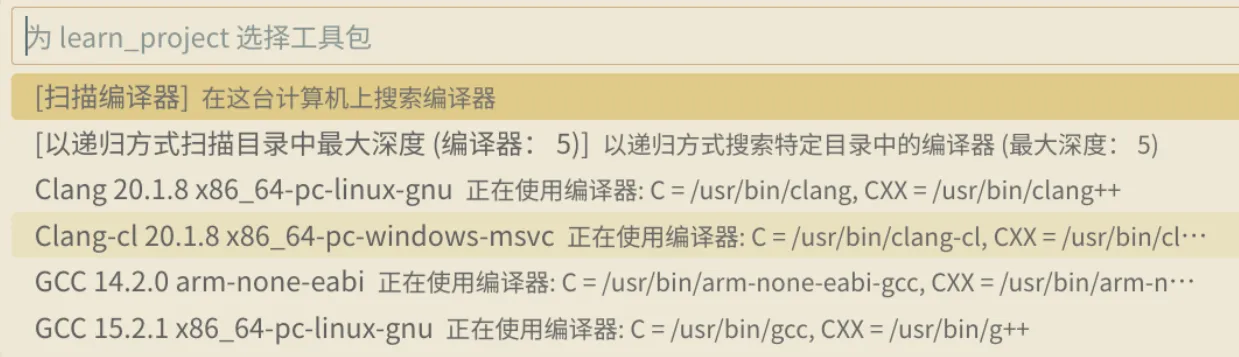 为 learn_project 选择工具包
[扫描编译器] 在这台计算机上搜索编译器
[以递归方式扫描目录中最大深度 (编译器： 5)] 以递归方式搜索特定目录中的编译器 (最大深度： 5)
Clang 20.1.8 x86_64-pc-linux-gnu 正在使用编译器: C = /usr/bin/clang, CXX = /usr/bin/clang++
Clang-cl 20.1.8 x86_64-pc-windows-msvc 正在使用编译器: C = /usr/bin/clang-cl, CXX = /usr/bin/cl…
GCC 14.2.0 arm-none-eabi 正在使用编译器: C = /usr/bin/arm-none-eabi-gcc, CXX = /usr/bin/arm-n…
GCC 15.2.1 x86_64-pc-linux-gnu 正在使用编译器: C = /usr/bin/gcc, CXX = /usr/bin/g++